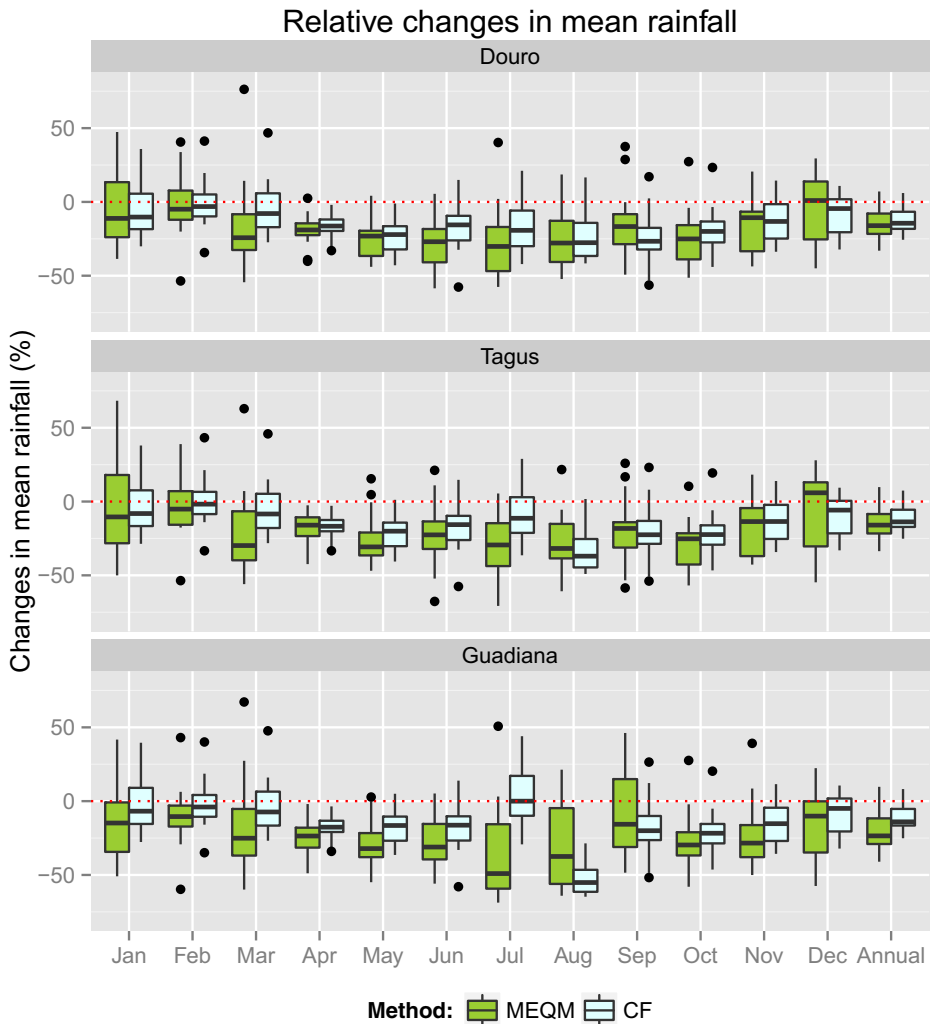 Relative changes in mean rainfall
Douro
50
0
−50
Tagus
50
0
−50
Guadiana
50
0
−50
Changes in mean rainfall (%)
Jan Feb Mar Apr May Jun Jul Aug Sep Oct Nov Dec Annual
Method: MEQM CF